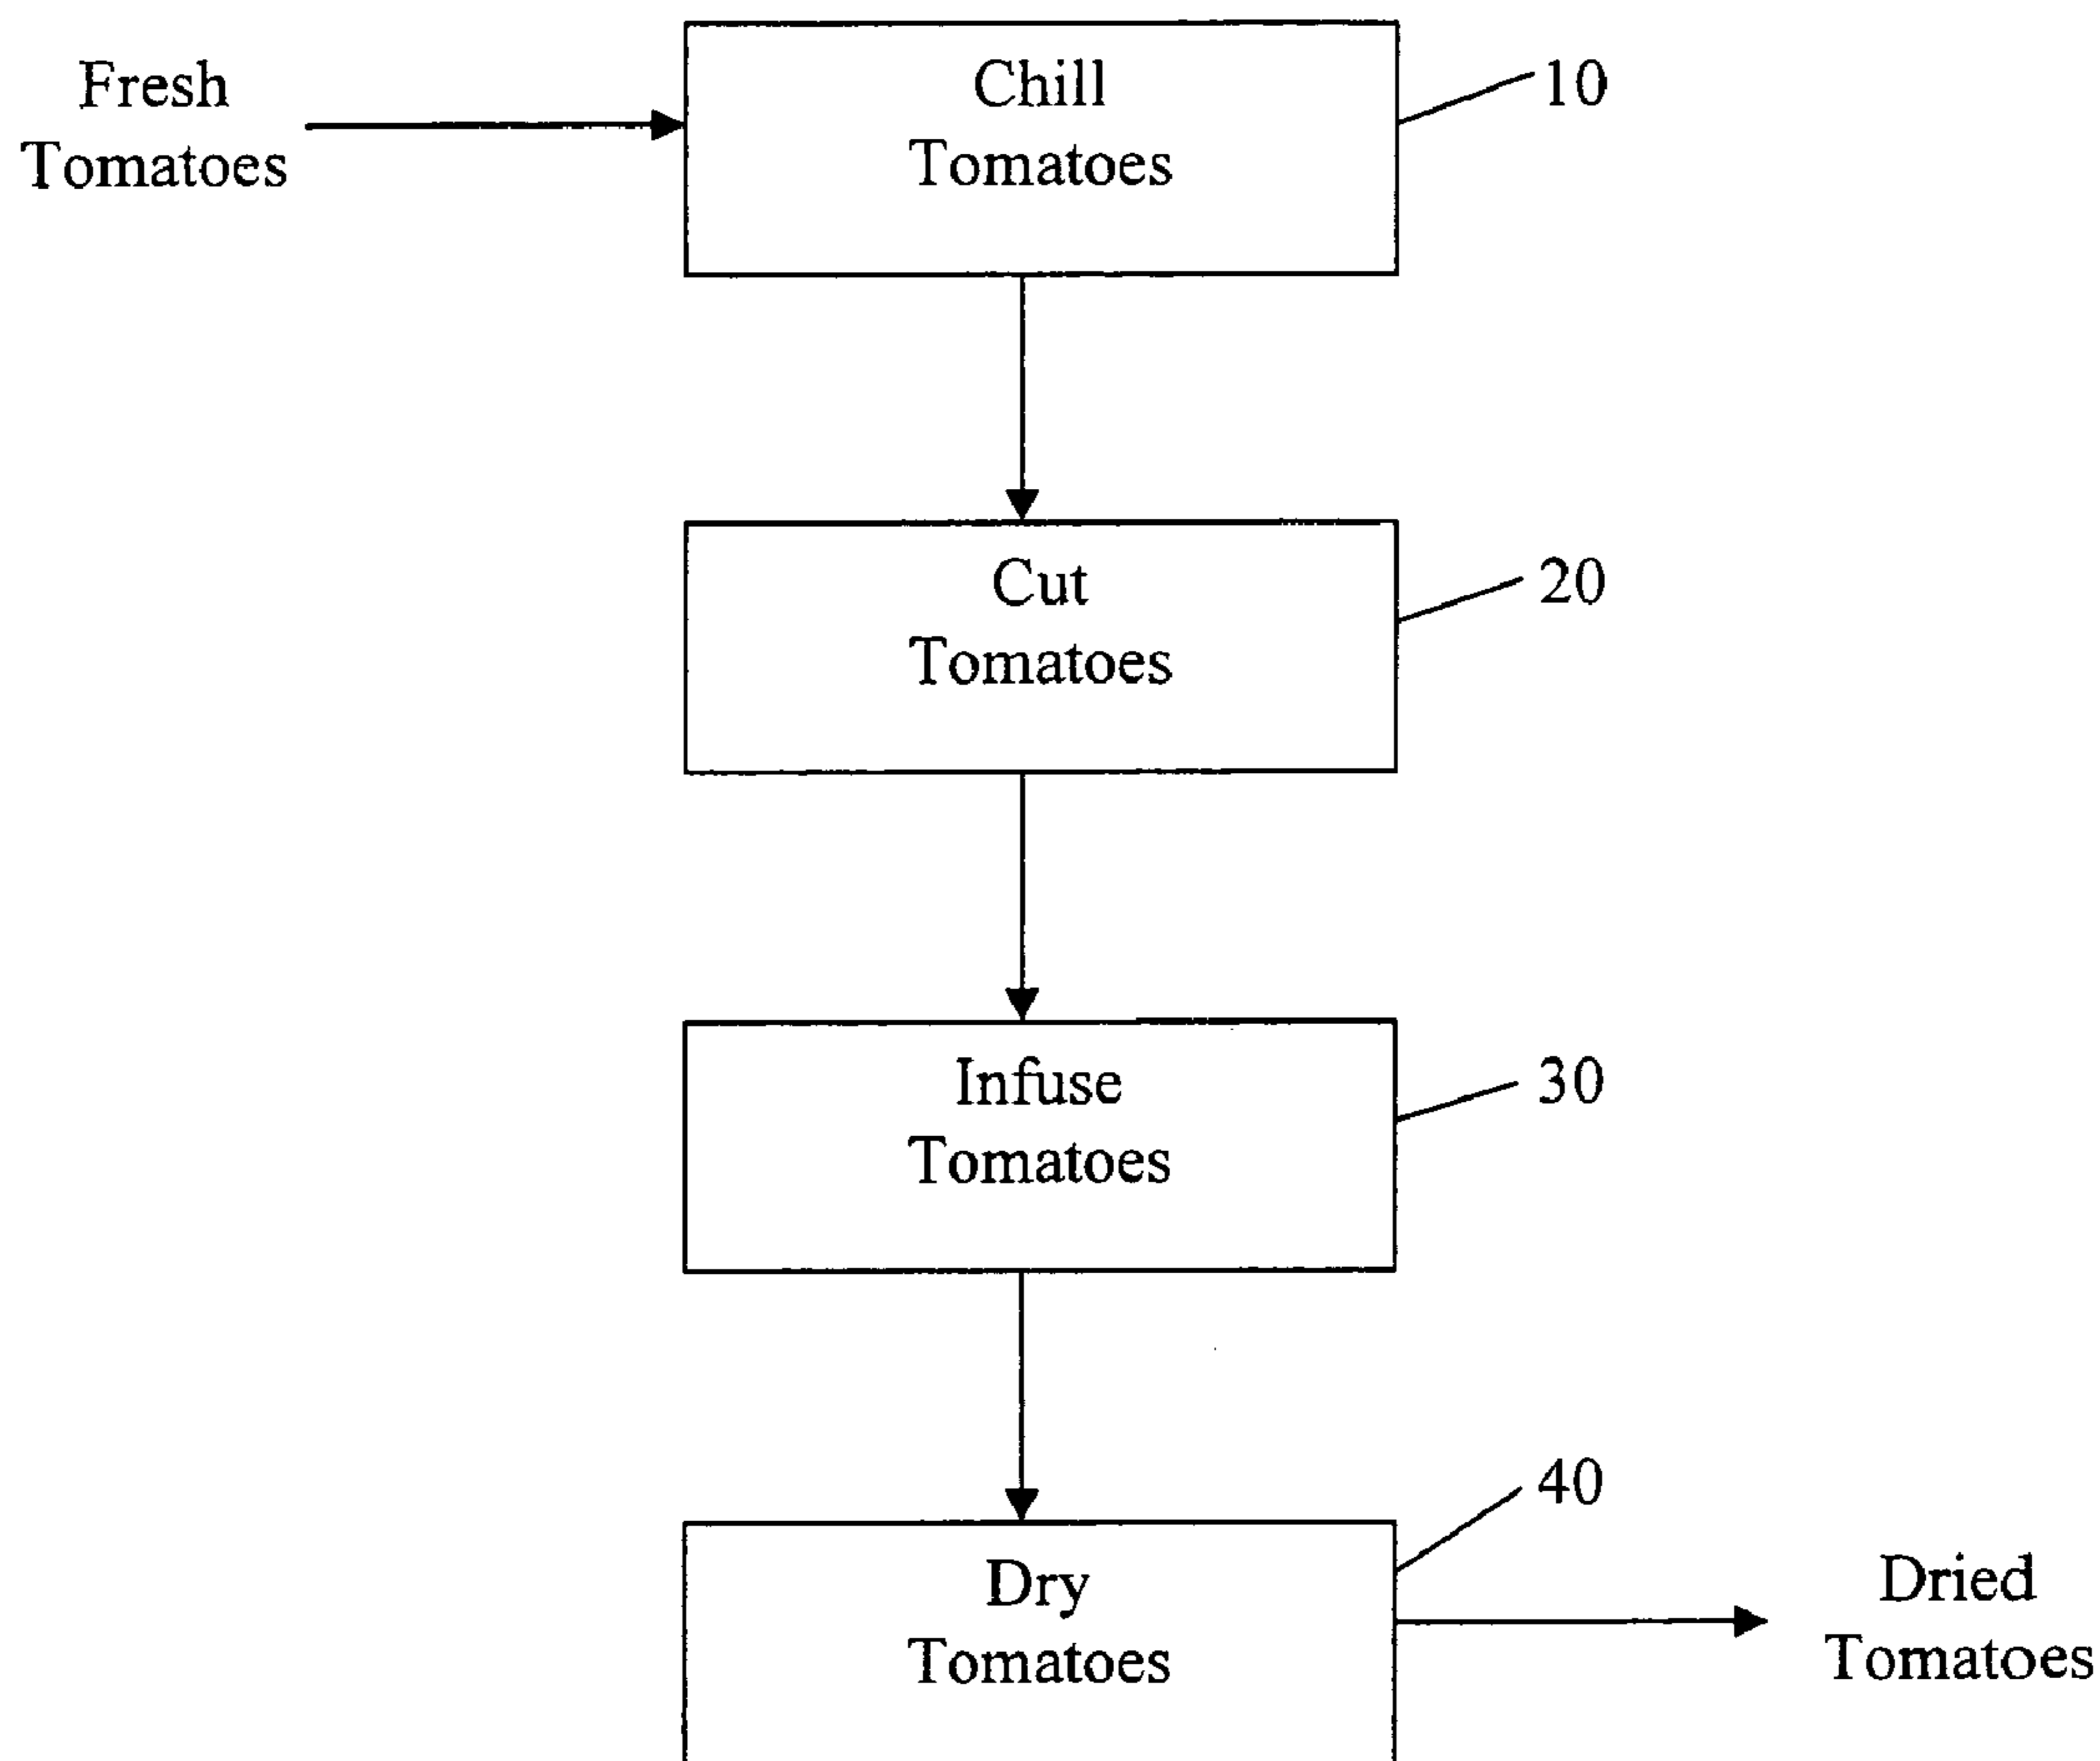 Fresh
Tomatoes
Chill
Tomatoes
10
Cut
Tomatoes
20
Infuse
Tomatoes
30
Dry
Tomatoes
40
Dried
Tomatoes